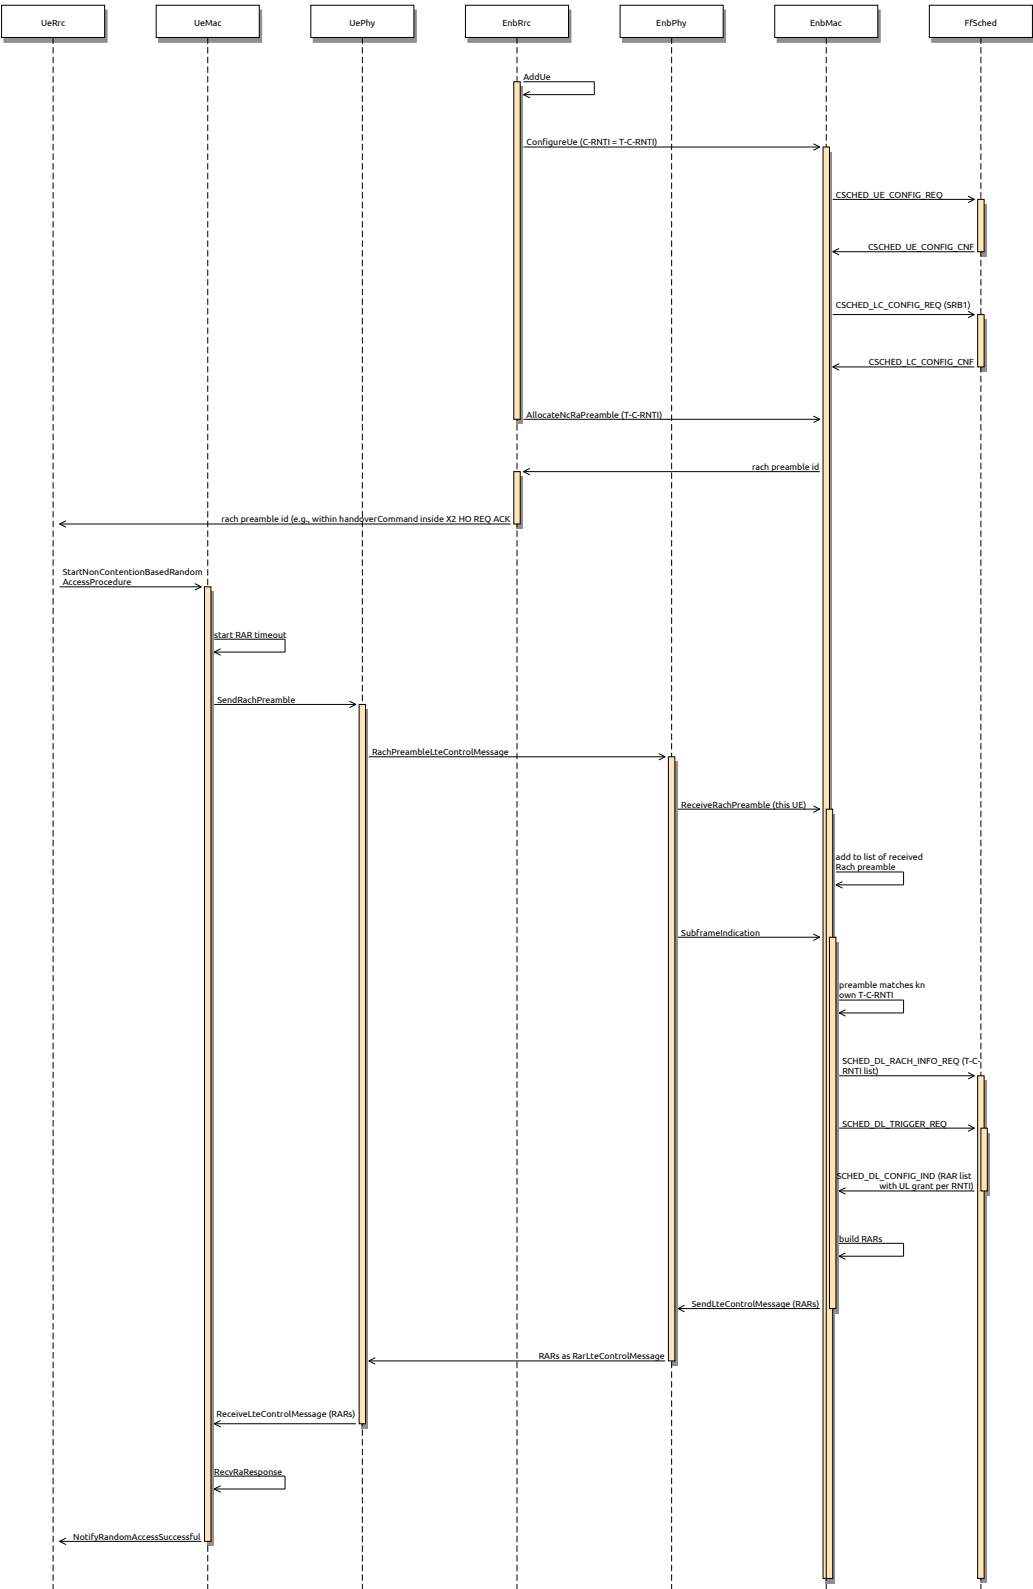 UeRrc
UeMac
UePhy
EnbRrc
EnbPhy
EnbMac
FfSched
AddUe
ConfigureUe (C-RNTI = T-C-RNTI)
CSCHED_UE_CONFIG_REQ
CSCHED_UE_CONFIG_CNF
CSCHED_LC_CONFIG_REQ (SRB1)
CSCHED_LC_CONFIG_CNF
AllocateNcRaPreamble (T-C-RNTI)
rach preamble id
rach preamble id (e.g., within handoverCommand inside X2 HO REQ ACK
StartNonContentionBasedRandom
AccessProcedure
start RAR timeout
SendRachPreamble
RachPreambleLteControlMessage
ReceiveRachPreamble (this UE)
add to list of received
Rach preamble
SubframeIndication
preamble matches kn
own T-C-RNTI
SCHED_DL_RACH_INFO_REQ (T-C-
RNTI list)
SCHED_DL_TRIGGER_REQ
SCHED_DL_CONFIG_IND (RAR list
with UL grant per RNTI)
build RARs
SendLteControlMessage (RARs)
RARs as RarLteControlMessage
ReceiveLteControlMessage (RARs)
RecvRaResponse
NotifyRandomAccessSuccessful